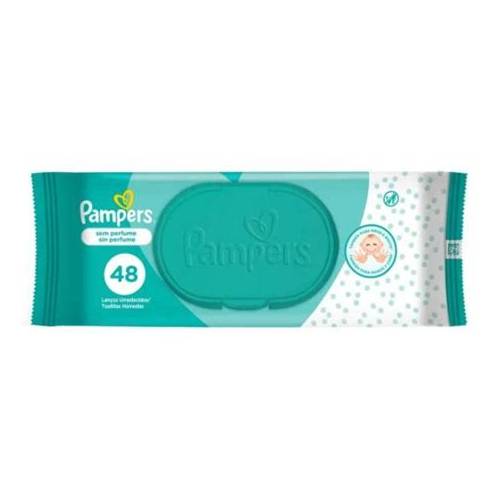 Pampers
sem perfume
sin perfume
48
Lenços Umedecidos/
Toallitas Húmedas
Pampers